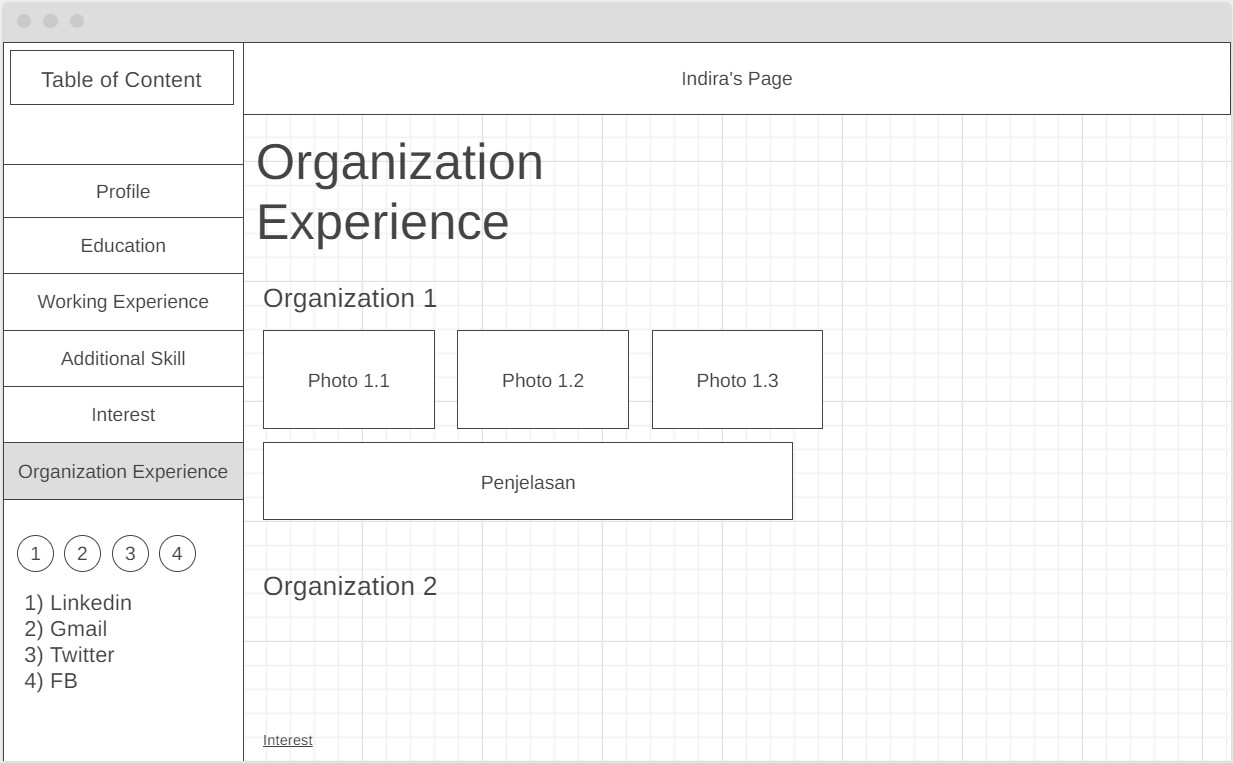 Table of Content
Indira's Page
Profile
Education
Working Experience
Additional Skill
Interest
Organization Experience
1 2 3 4
1) Linkedin
2) Gmail
3) Twitter
4) FB
Organization
Experience
Organization 1
Photo 1.1 Photo 1.2 Photo 1.3
Penjelasan
Organization 2
Interest